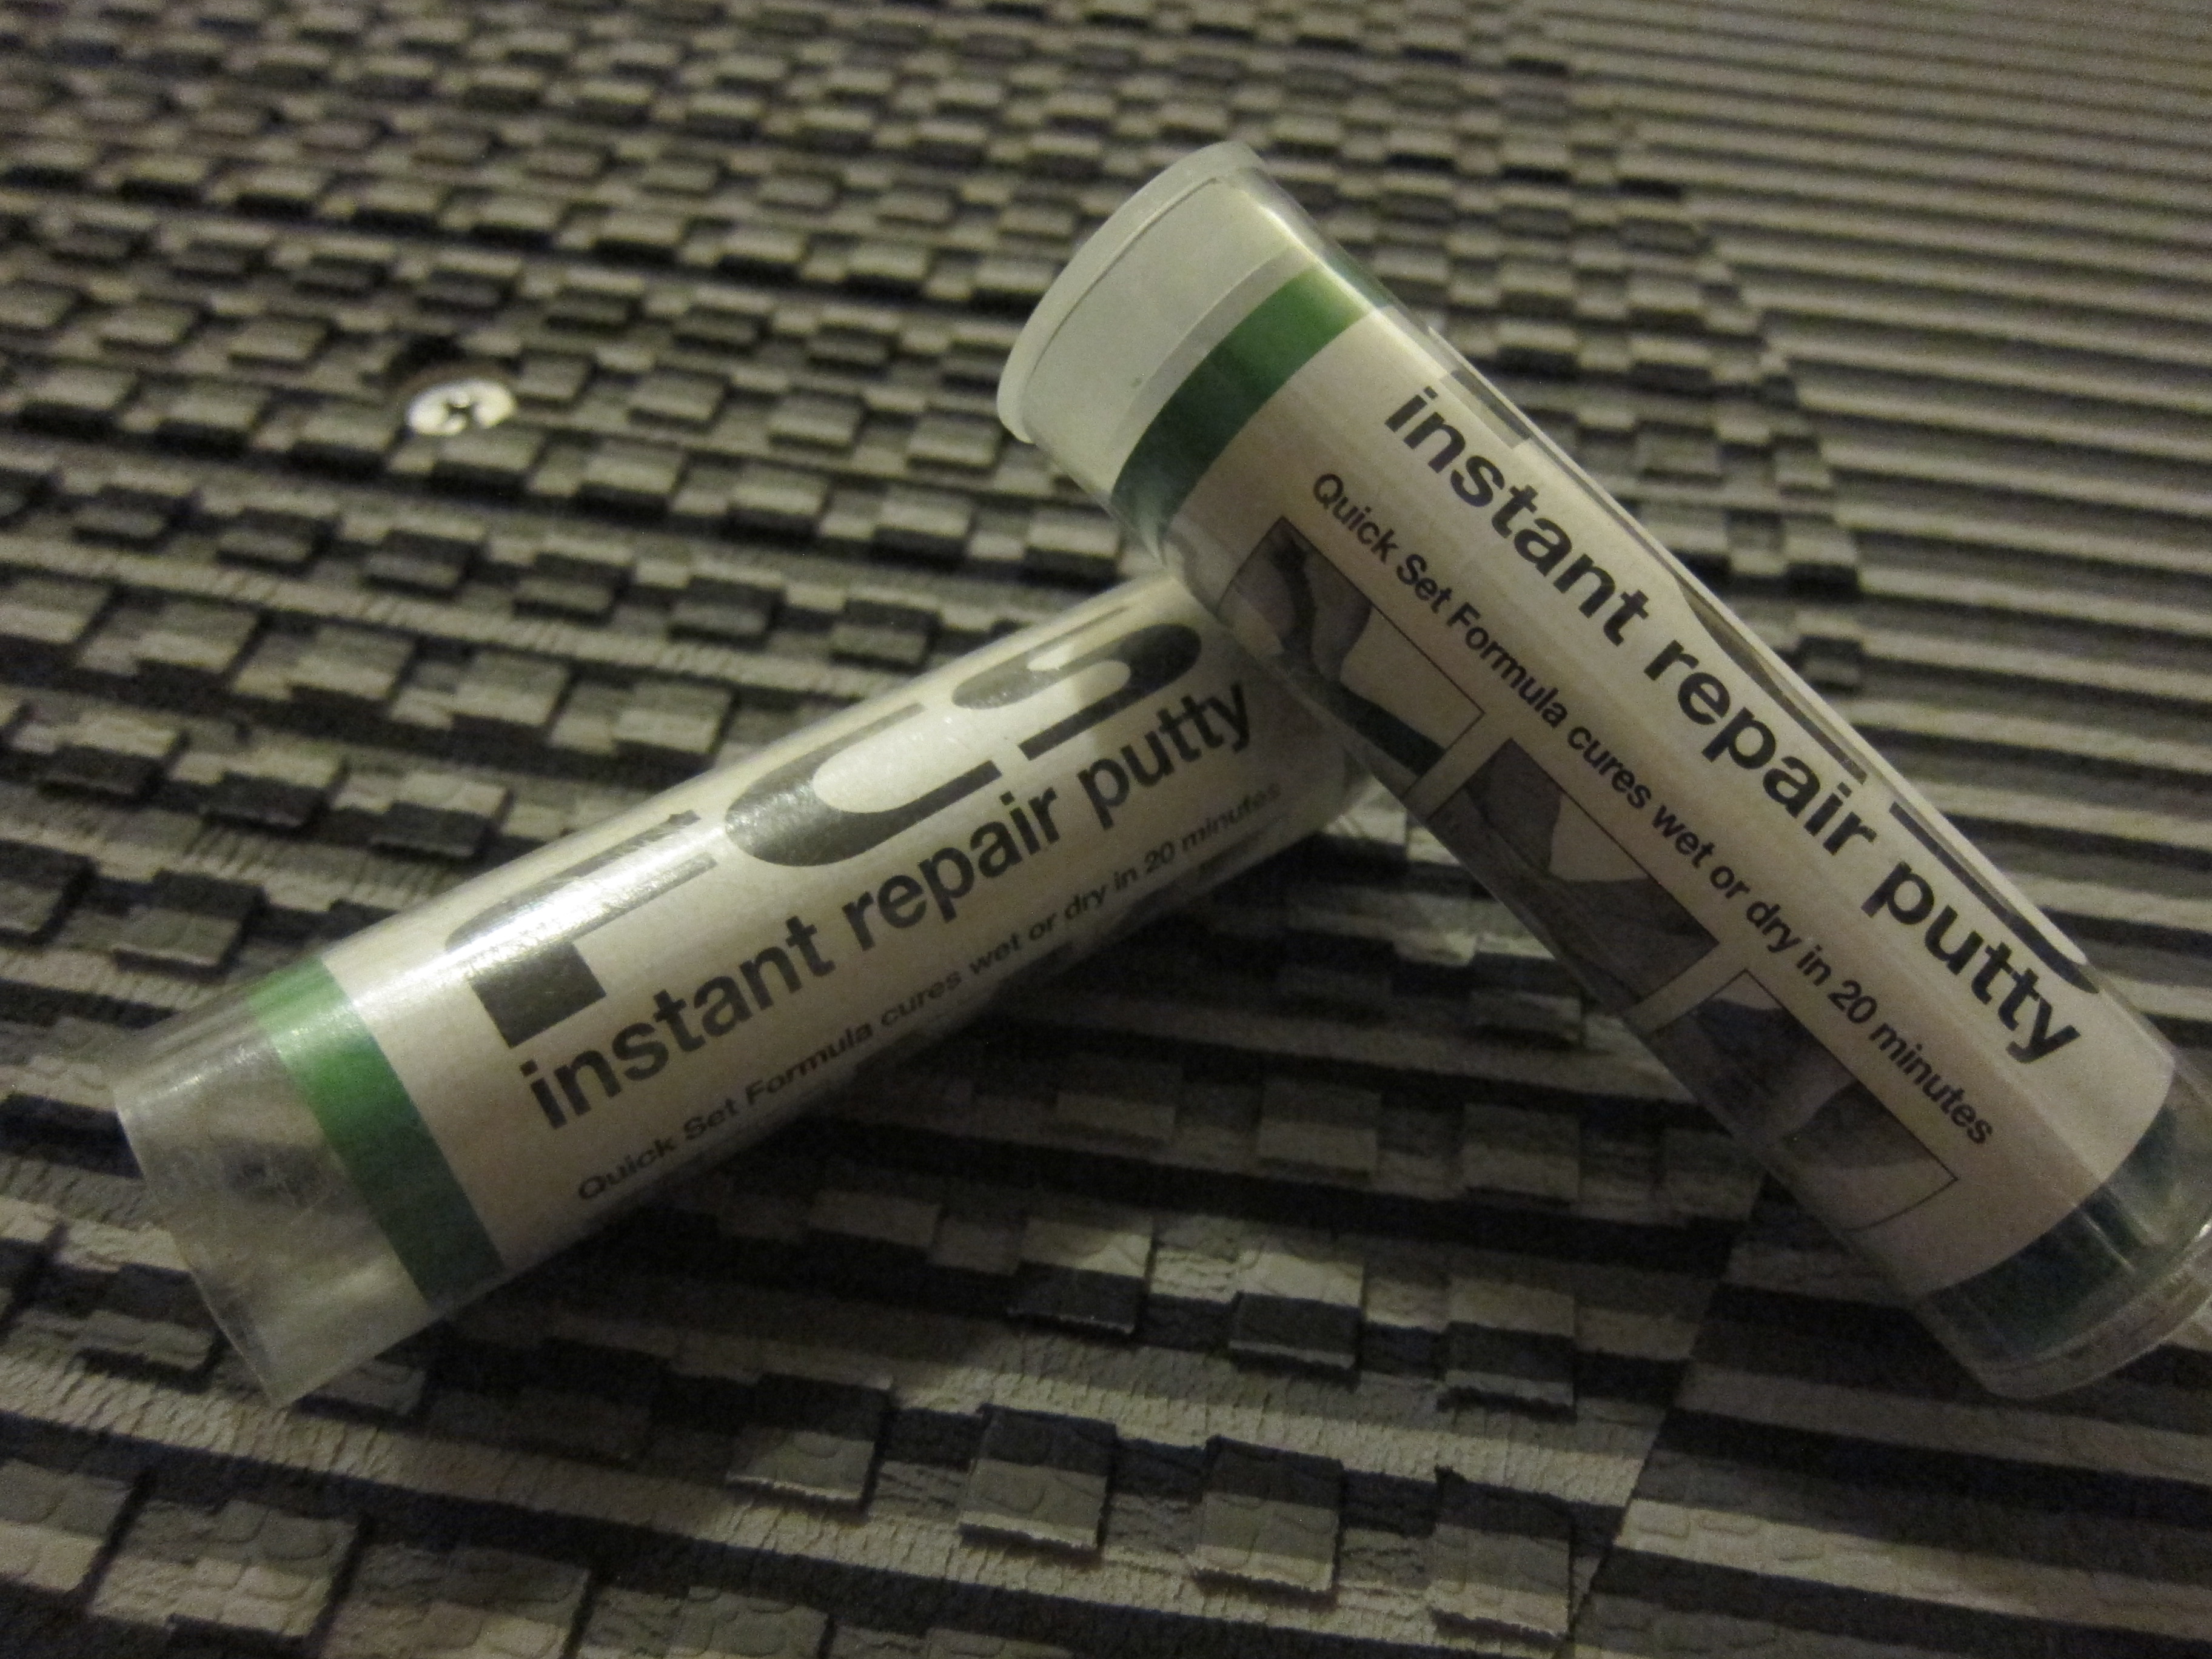 FCS
instant repair putty
Quick Set Formula cures wet or dry in 20 minutes
instant repair putty
Quick Set Formula cures wet or dry in 20 minutes